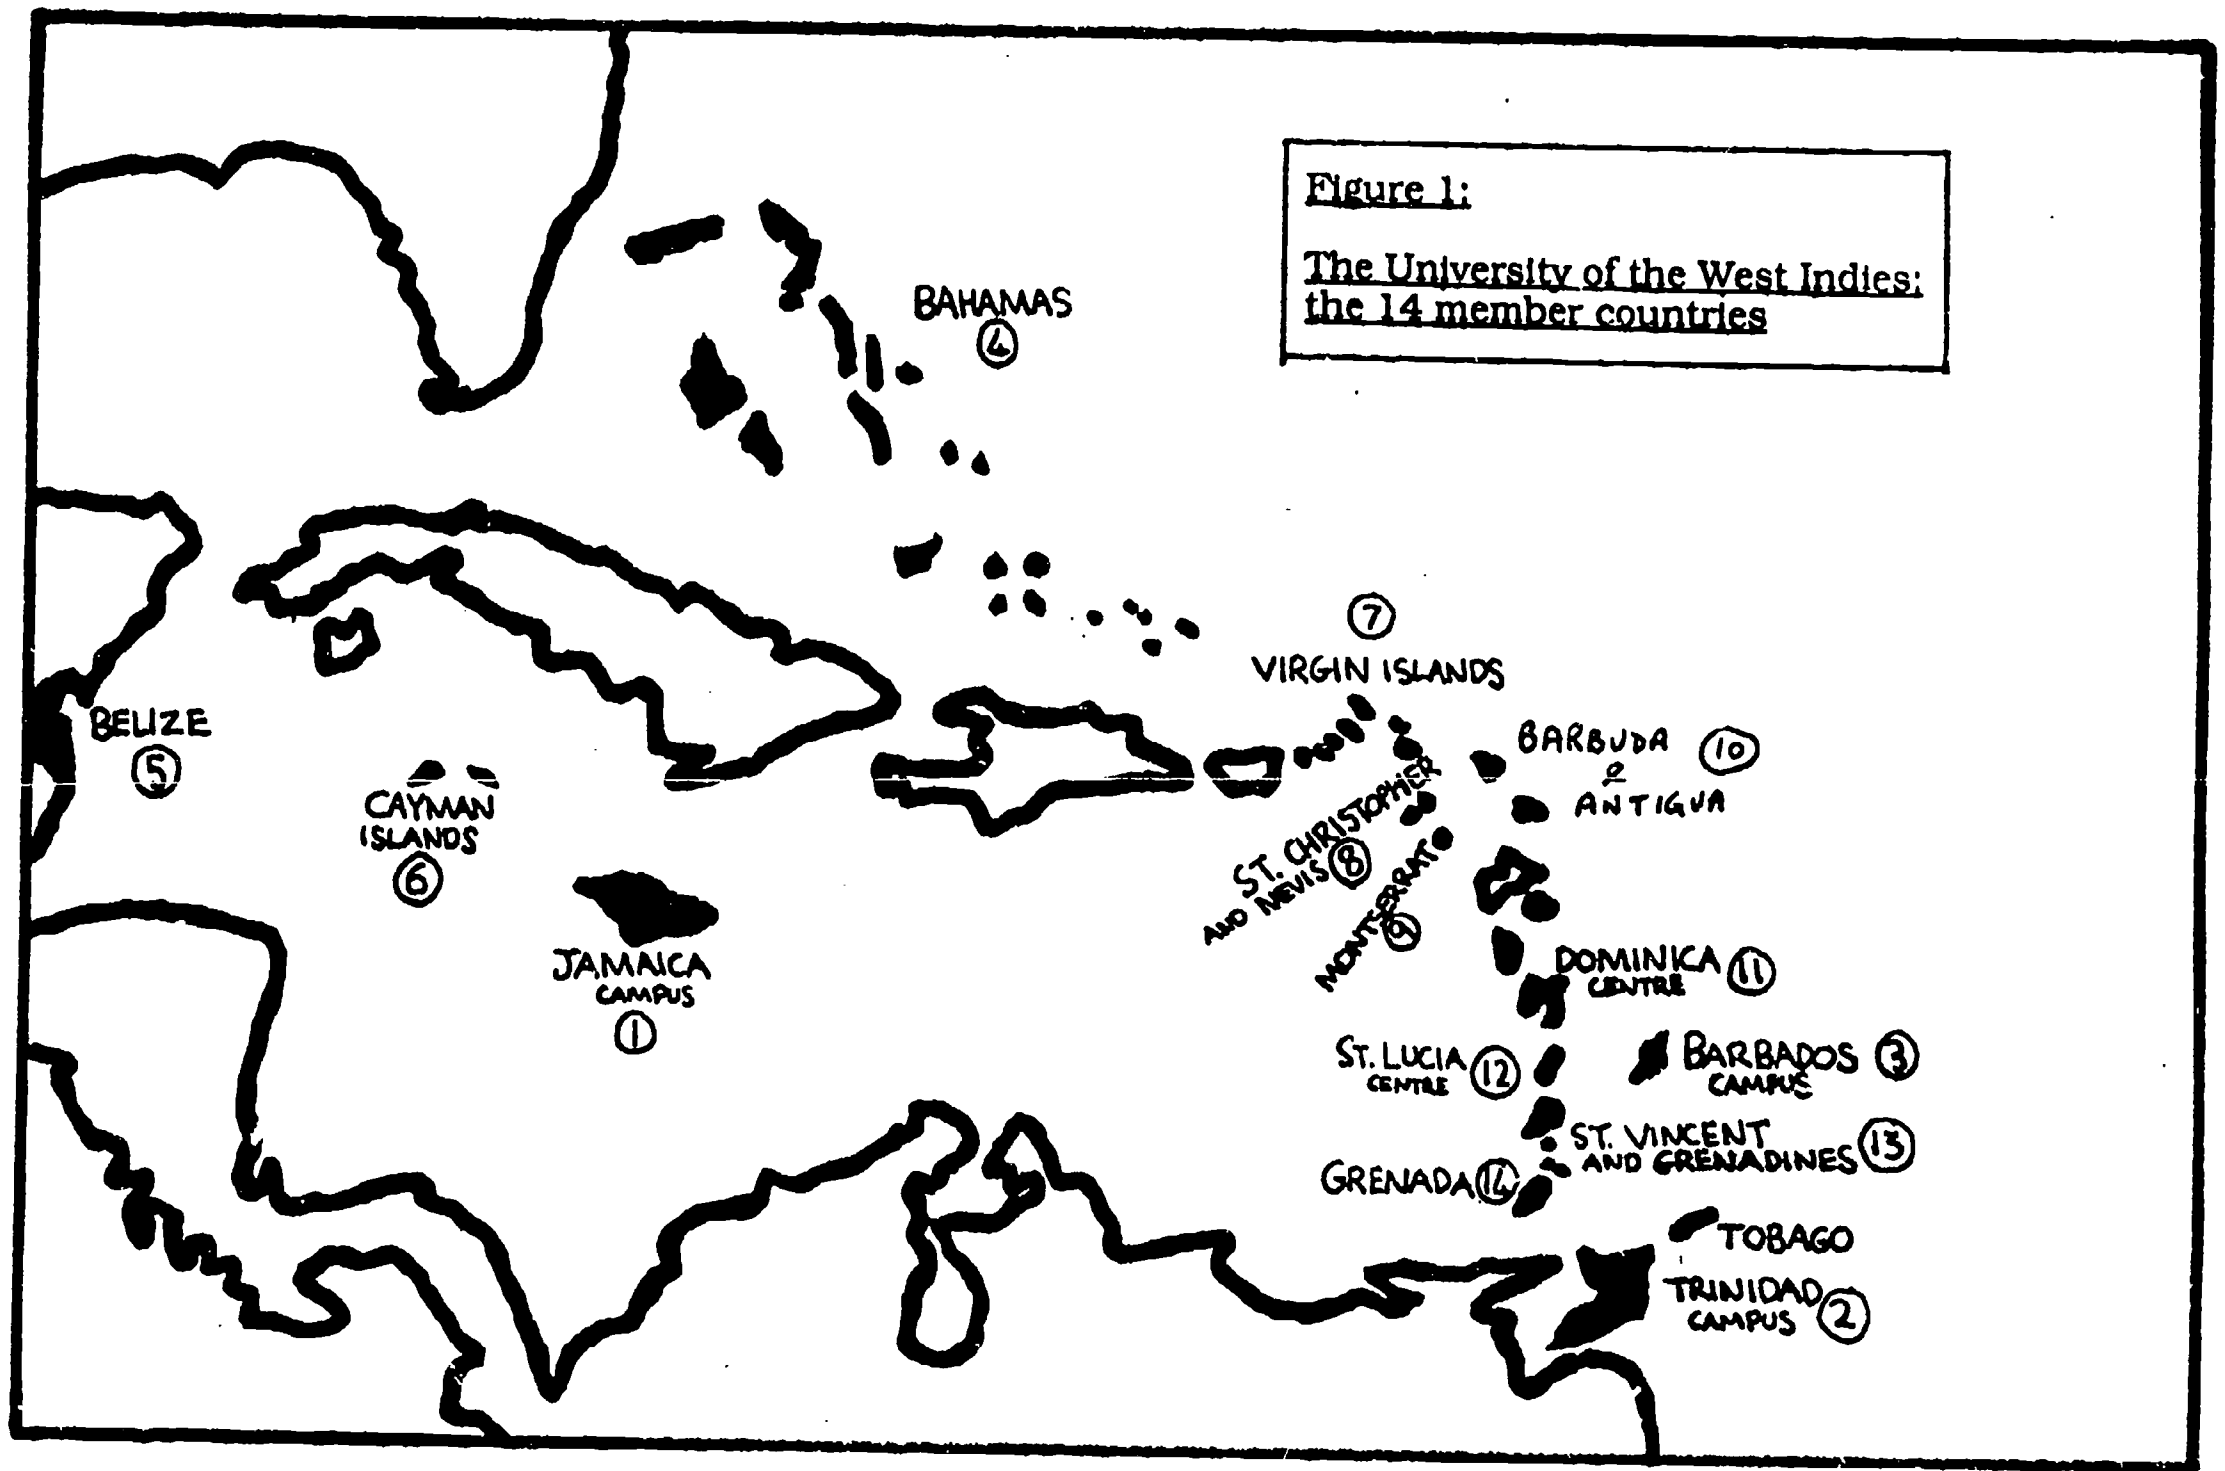 Figure 1:
The University of the West Indies:
the 14 member countries
BAHAMAS
4
7
VIRGIN ISLANDS
BELIZE
5
BARBUDA 10
&
ANTIGUA
CAYMAN
ISLANDS
6
ST. CHRISTOPHER
AND NEVIS 8
MONTSERRAT
9
JAMAICA
CAMPUS
1
DOMINICA 11
CENTRE
ST. LUCIA 12
CENTRE
BARBADOS 3
CAMPUS
ST. VINCENT
AND GRENADINES 13
GRENADA 14
TOBAGO
TRINIDAD
CAMPUS 2